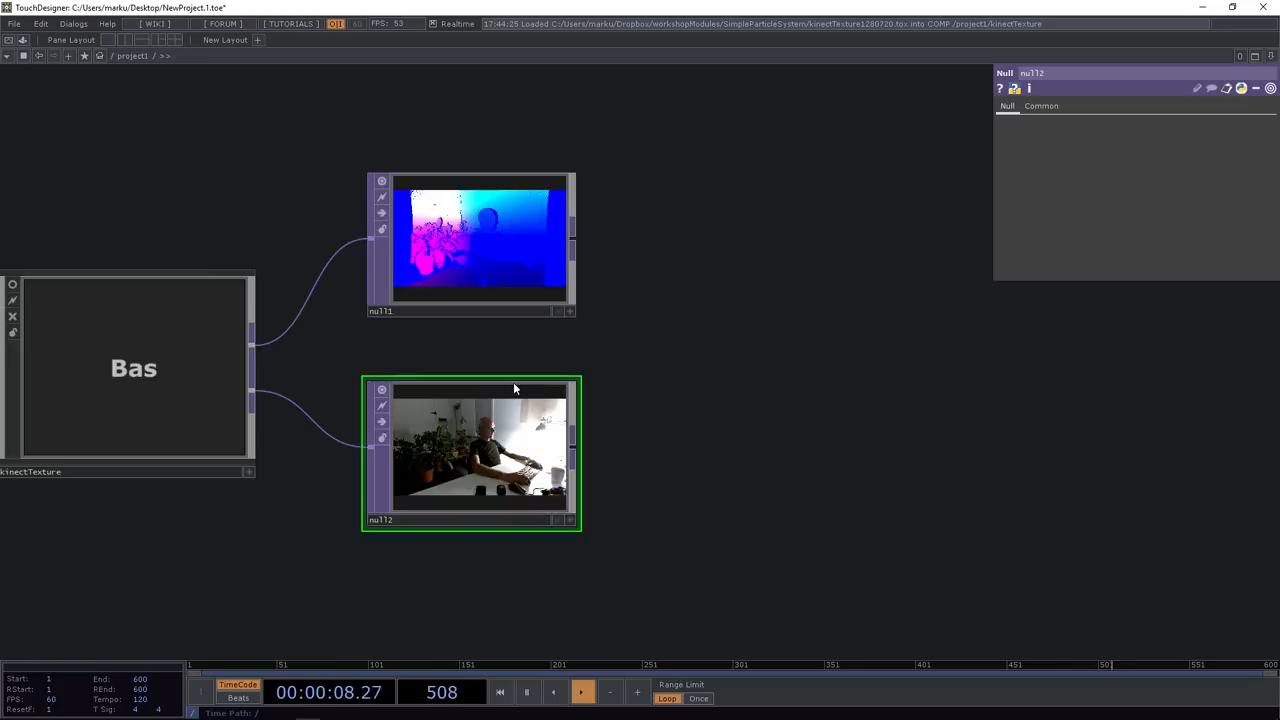 TouchDesigner: C:/Users/marku/Desktop/NewProject.1.toe*
File Edit Dialogs Help [ WIKI ] [ FORUM ] [ TUTORIALS ] O|I 60 FPS: 53 Realtime 17:44:25 Loaded C:/Users/marku/Dropbox/workshopModules/SimpleParticleSystem/kinectTexture1280720.tox into COMP /project1/kinectTexture
Pane Layout New Layout +
/ project1 / >> 0
Null null2
? i
Null Common
null1
Bas
kinectTexture
null2
1 51 101 151 201 251 301 351 401 451 501 551 600
Start: 1 End: 600
RStart: 1 REnd: 600
FPS: 60 Tempo: 120
ResetF: 1 T Sig: 4 4
TimeCode
Beats
00:00:08.27 508
Range Limit
Loop Once
/ Time Path: /